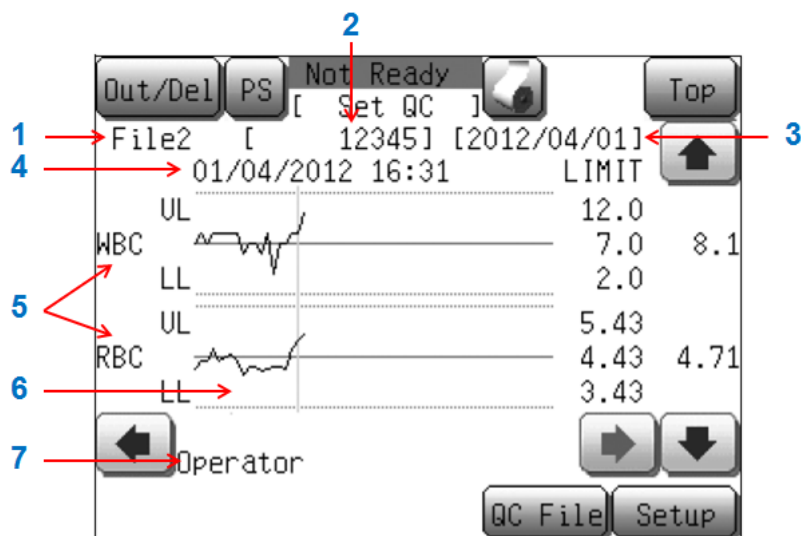 2
Out/Del PS Not Ready Top
[ Set QC ]
1 File2 [ 12345] [2012/04/01] 3
4 01/04/2012 16:31 LIMIT
UL 12.0
WBC 7.0 8.1
LL 2.0
5
UL 5.43
RBC 4.43 4.71
6 LL 3.43
7 Operator
QC File Setup